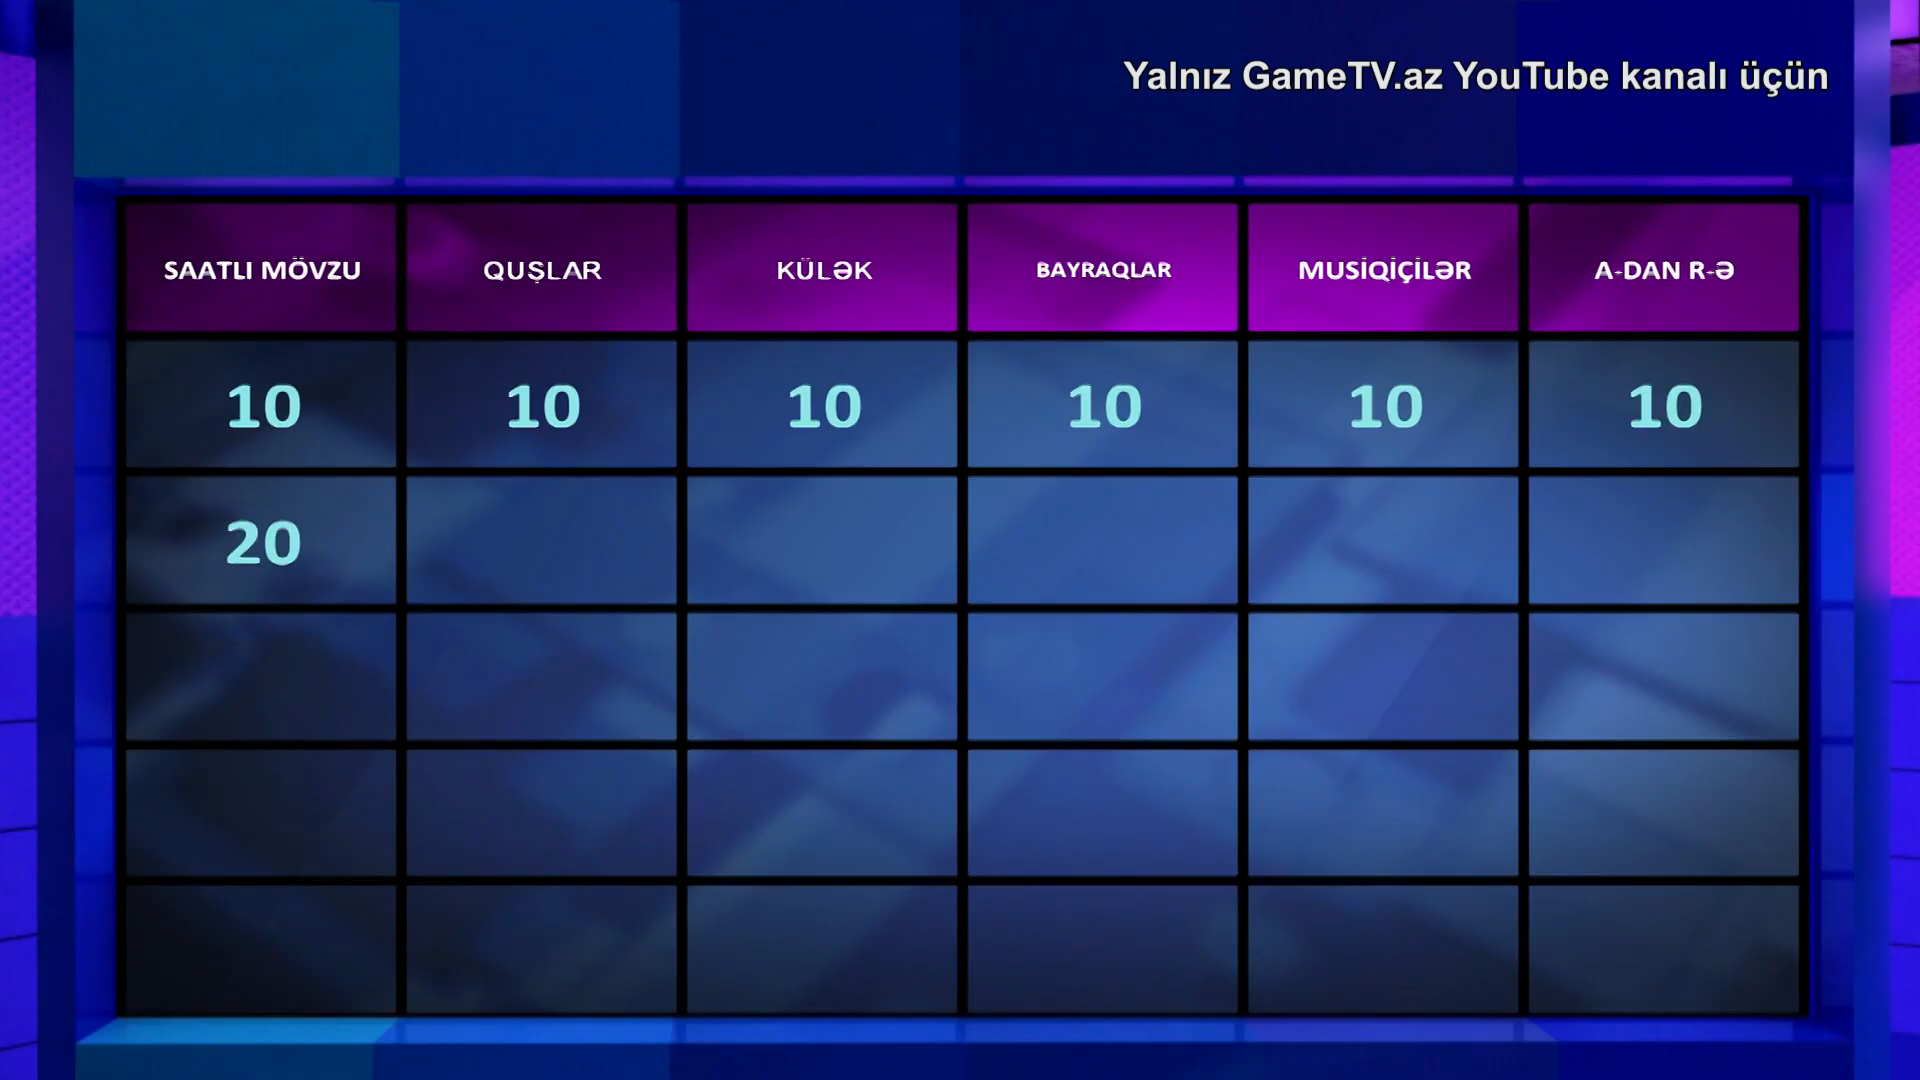 Yalnız GameTV.az YouTube kanalı üçün
SAATLI MÖVZU QUŞLAR KÜLƏK BAYRAQLAR MUSİQİÇİLƏR A-DAN R-Ə
10 10 10 10 10 10
20